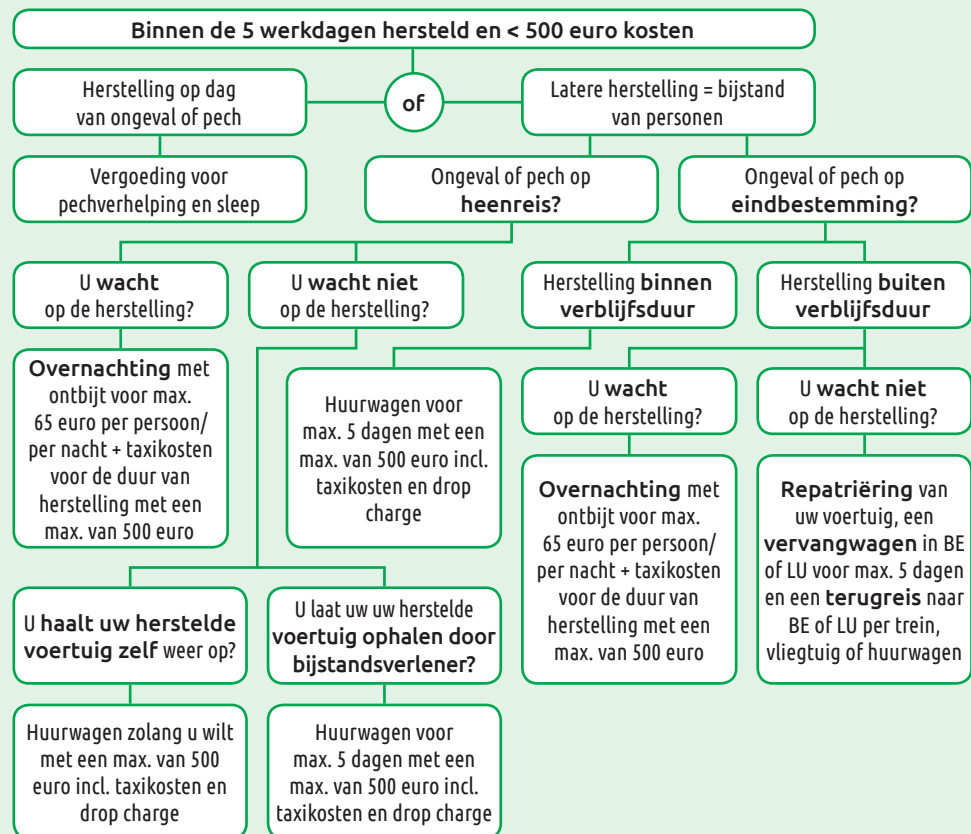 Binnen de 5 werkdagen hersteld en < 500 euro kosten
Herstelling op dag
van ongeval of pech
of
Latere herstelling = bijstand
van personen
Vergoeding voor
pechverhelping en sleep
Ongeval of pech op
heenreis?
Ongeval of pech op
eindbestemming?
U wacht
op de herstelling?
U wacht niet
op de herstelling?
Herstelling binnen
verblijfsduur
Herstelling buiten
verblijfsduur
Overnachting met
ontbijt voor max.
65 euro per persoon/
per nacht + taxikosten
voor de duur van
herstelling met een
max. van 500 euro
Huurwagen voor
max. 5 dagen met een
max. van 500 euro incl.
taxikosten en drop
charge
U wacht
op de herstelling?
U wacht niet
op de herstelling?
Overnachting met
ontbijt voor max.
65 euro per persoon/
per nacht + taxikosten
voor de duur van
herstelling met een
max. van 500 euro
Repatriëring van
uw voertuig, een
vervangwagen in BE
of LU voor max. 5 dagen
en een terugreis naar
BE of LU per trein,
vliegtuig of huurwagen
U haalt uw herstelde
voertuig zelf weer op?
U laat uw uw herstelde
voertuig ophalen door
bijstandsverlener?
Huurwagen zolang u wilt
met een max. van 500
euro incl. taxikosten en
drop charge
Huurwagen voor
max. 5 dagen met een
max. van 500 euro incl.
taxikosten en drop charge